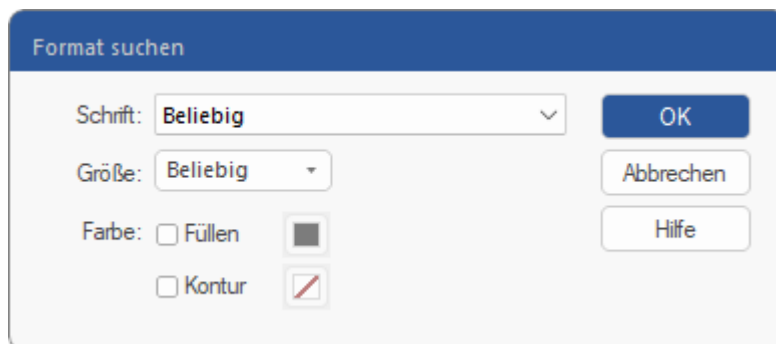 Format suchen
Schrift: Beliebig
OK
Größe: Beliebig
Abbrechen
Farbe: Füllen
Hilfe
Kontur